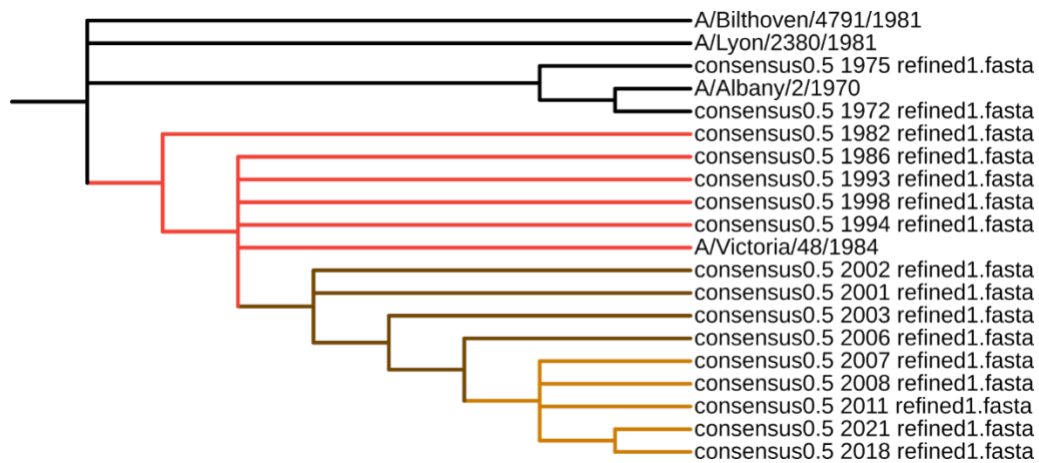 A/Bilthoven/4791/1981
A/Lyon/2380/1981
consensus0.5 1975 refined1.fasta
A/Albany/2/1970
consensus0.5 1972 refined1.fasta
consensus0.5 1982 refined1.fasta
consensus0.5 1986 refined1.fasta
consensus0.5 1993 refined1.fasta
consensus0.5 1998 refined1.fasta
consensus0.5 1994 refined1.fasta
A/Victoria/48/1984
consensus0.5 2002 refined1.fasta
consensus0.5 2001 refined1.fasta
consensus0.5 2003 refined1.fasta
consensus0.5 2006 refined1.fasta
consensus0.5 2007 refined1.fasta
consensus0.5 2008 refined1.fasta
consensus0.5 2011 refined1.fasta
consensus0.5 2021 refined1.fasta
consensus0.5 2018 refined1.fasta